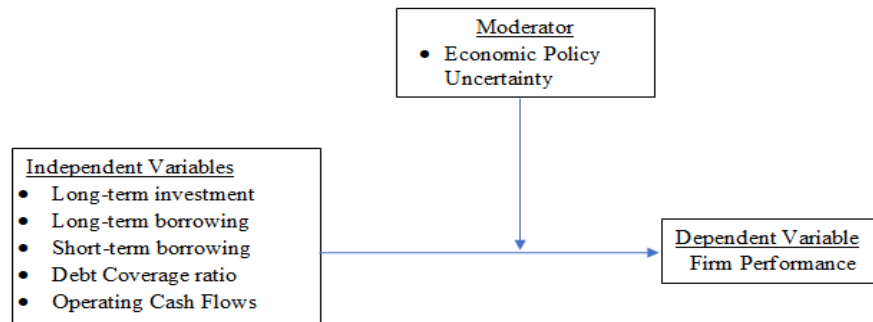 Moderator
• Economic Policy
Uncertainty
Independent Variables
• Long-term investment
• Long-term borrowing
• Short-term borrowing
• Debt Coverage ratio
• Operating Cash Flows
Dependent Variable
Firm Performance